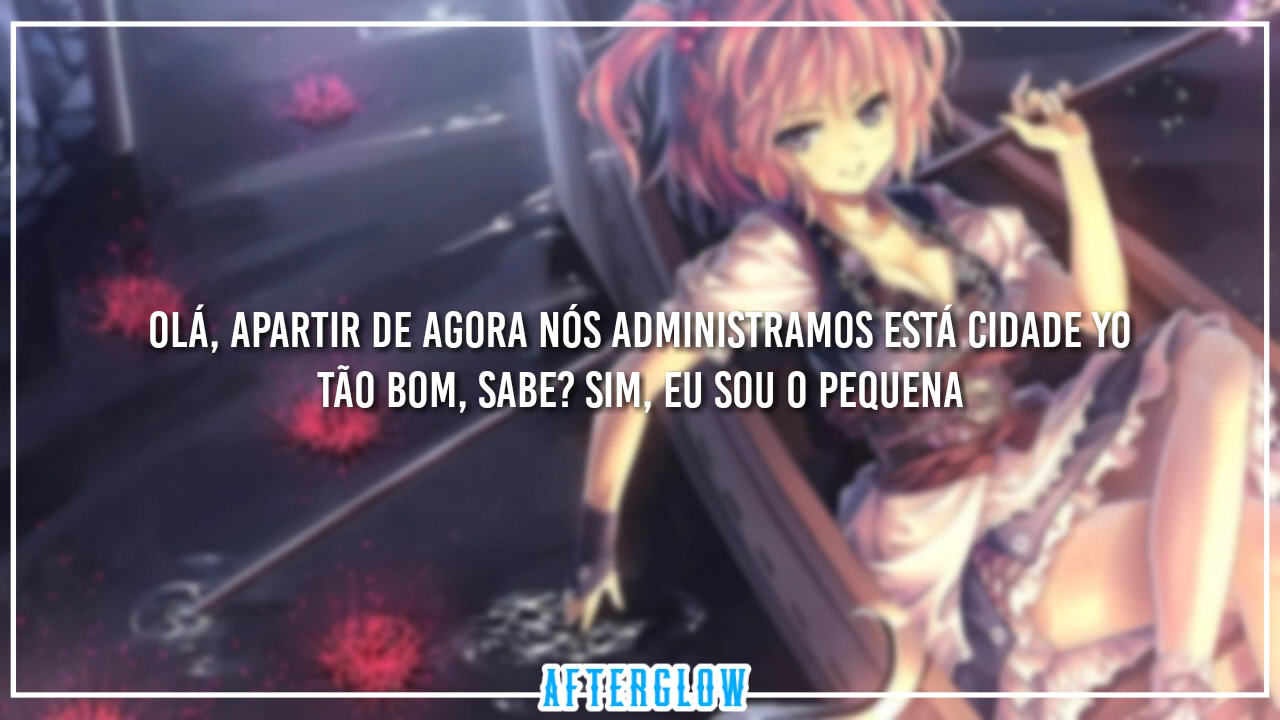 OLÁ, APARTIR DE AGORA NÓS ADMINISTRAMOS ESTÁ CIDADE YO
TÃO BOM, SABE? SIM, EU SOU O PEQUENA
AFTERGLOW